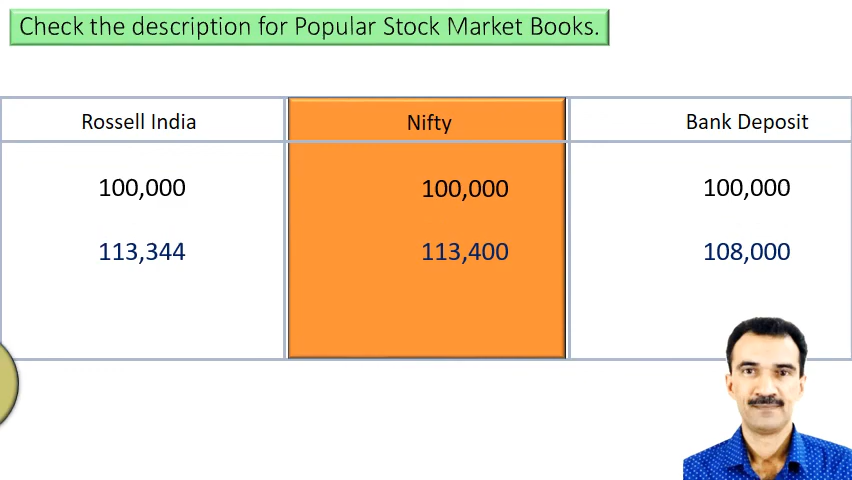 Check the description for Popular Stock Market Books.
Rossell India Nifty Bank Deposit
100,000 100,000 100,000
113,344 113,400 108,000